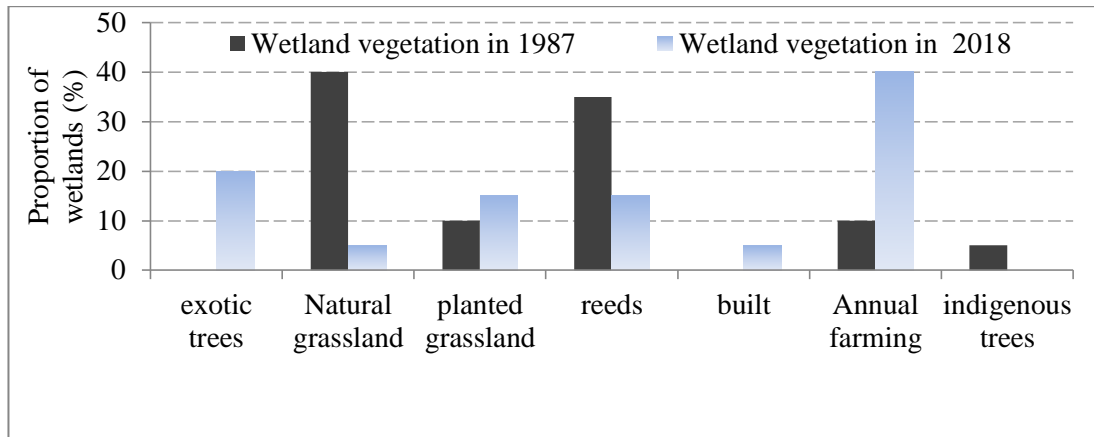 Proportion of
wetlands (%)
50
40
30
20
10
0
Wetland vegetation in 1987
Wetland vegetation in 2018
exotic
trees
Natural
grassland
planted
grassland
reeds
built
Annual
farming
indigenous
trees